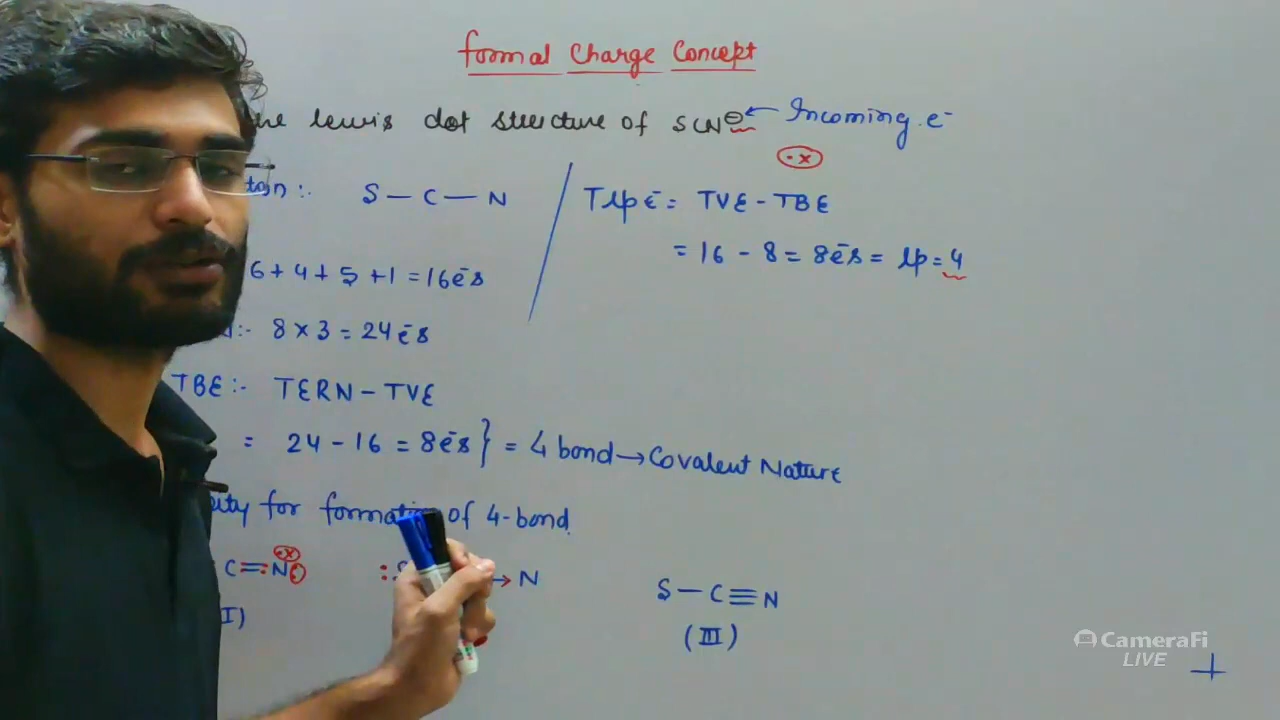 Formal Charge Concept
lewis dot structure of SCN⊖ ← Incoming e⁻
·x
S — C — N
Tlpe⁻ = TVE - TBE
= 16 - 8 = 8e⁻s = lp = 4
6 + 4 + 5 + 1 = 16e⁻s
:- 8 × 3 = 24e⁻s
TBE :- TERN - TVE
= 24 - 16 = 8e⁻s } = 4 bond → Covalent Nature
for formation of 4-bond
C = N
·x
: S → N
S — C ≡ N
I)
(III)
CameraFi
LIVE
+